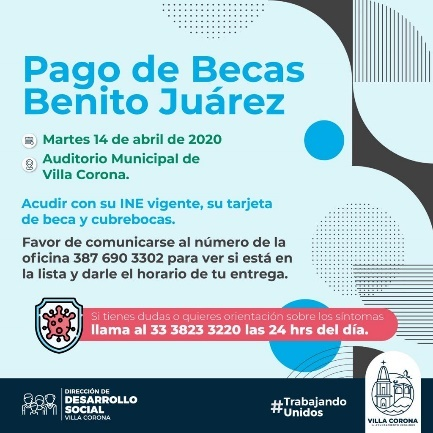 Pago de Becas
Benito Juárez
Martes 14 de abril de 2020
Auditorio Municipal de
Villa Corona.
Acudir con su INE vigente, su tarjeta
de beca y cubrebocas.
Favor de comunicarse al número de la
oficina 387 690 3302 para ver si está en
la lista y darle el horario de tu entrega.
Si tienes dudas o quieres orientación sobre los síntomas
llama al 33 3823 3220 las 24 hrs del día.
DIRECCIÓN DE
DESARROLLO
SOCIAL
VILLA CORONA
#Trabajando
Unidos
VILLA CORONA